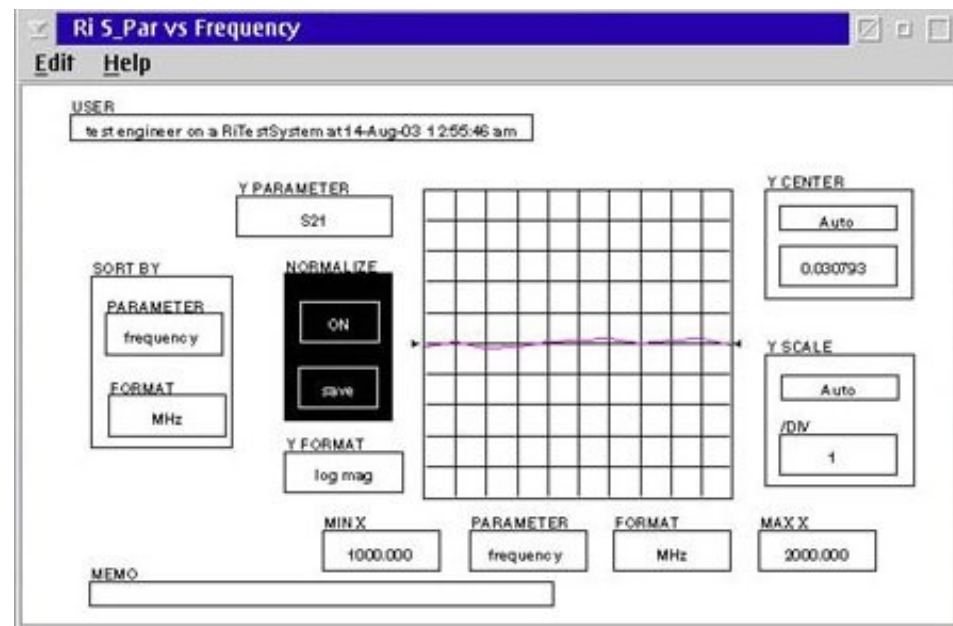 Ri S_Par vs Frequency
Edit Help
USER
test engineer on a RiTestSystem at 14-Aug-03 12:55:46 am
Y PARAMETER
S21
Y CENTER
Auto
0.030793
SORT BY
PARAMETER
frequency
FORMAT
MHz
NORMALIZE
ON
save
Y SCALE
Auto
/DIV
1
Y FORMAT
log mag
MIN X
1000.000
PARAMETER
frequency
FORMAT
MHz
MAX X
2000.000
MEMO